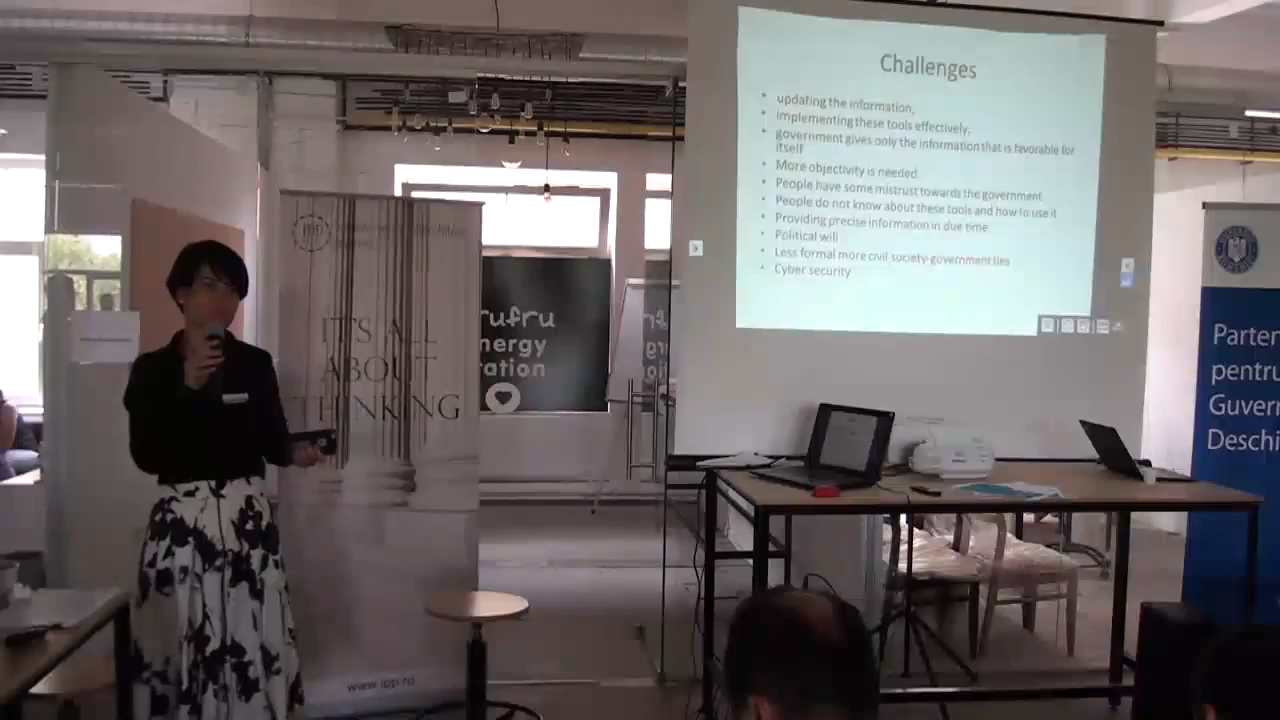 Challenges
updating the information,
implementing these tools effectively,
government gives only the information that is favorable for
itself
More objectivity is needed
People have some mistrust towards the government
People do not know about these tools and how to use it
Providing precise information in due time
Political will
Less formal more civil society-government ties
Cyber security
ipp
IT'S ALL
ABOUT
THINKING
www.ipp.ro
rufru
nergy
ration
Parten
pentru
Guvern
Deschi